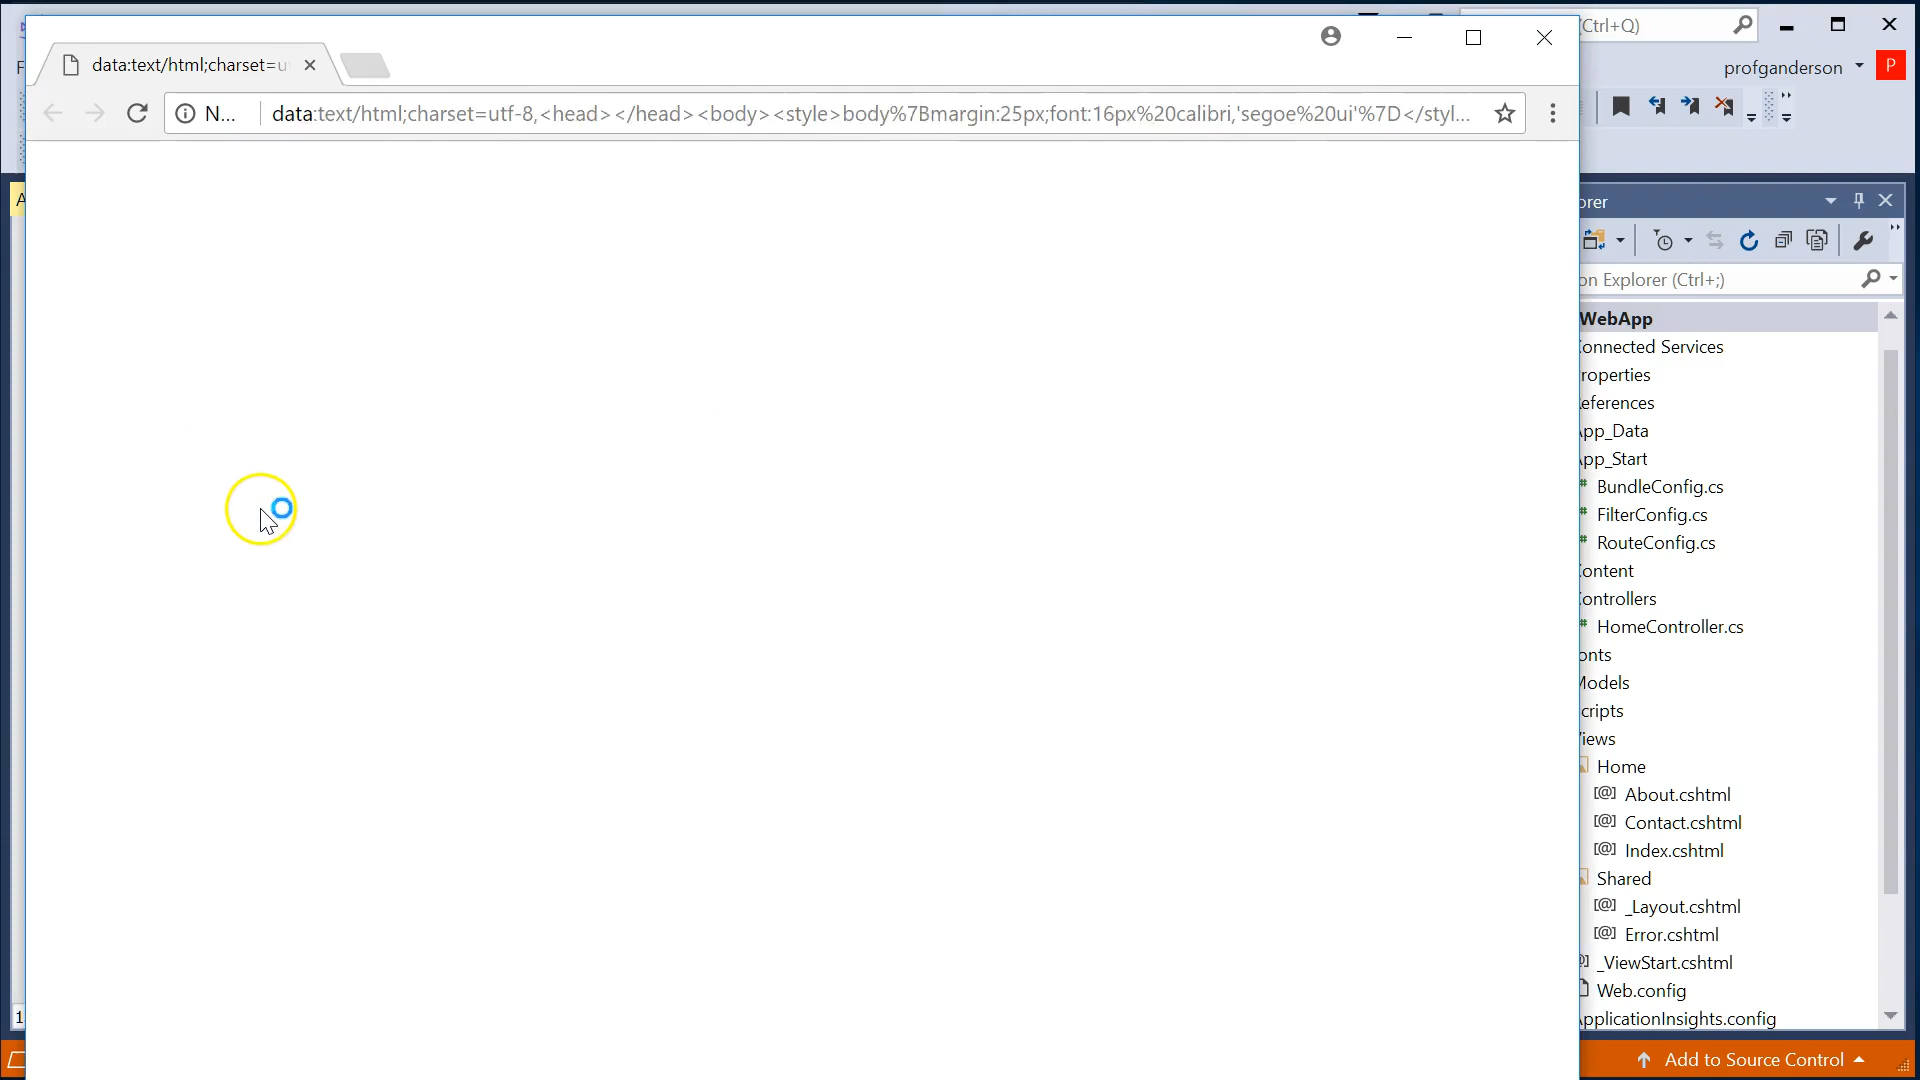 Ctrl+Q)
data:text/html;charset=u
profganderson
P
N...
data:text/html;charset=utf-8,<head></head><body><style>body%7Bmargin:25px;font:16px%20calibri,'segoe%20ui'%7D</styl...
A
orer
on Explorer (Ctrl+;)
WebApp
onnected Services
roperties
eferences
pp_Data
pp_Start
BundleConfig.cs
FilterConfig.cs
RouteConfig.cs
ontent
ontrollers
HomeController.cs
onts
Models
cripts
iews
Home
[@] About.cshtml
[@] Contact.cshtml
[@] Index.cshtml
Shared
[@] _Layout.cshtml
[@] Error.cshtml
_ViewStart.cshtml
Web.config
pplicationInsights.config
1
Add to Source Control